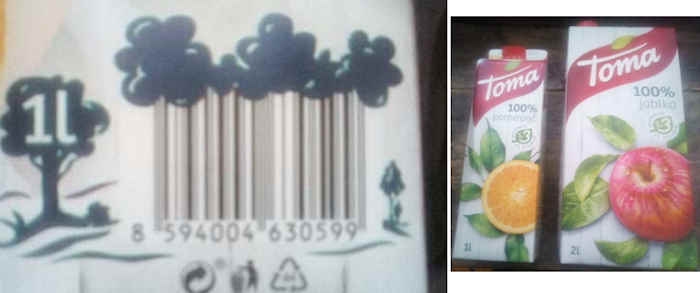 1l
8 594004 630599
Toma
100%
pomeranč
1l
Toma
100%
jablko
2l